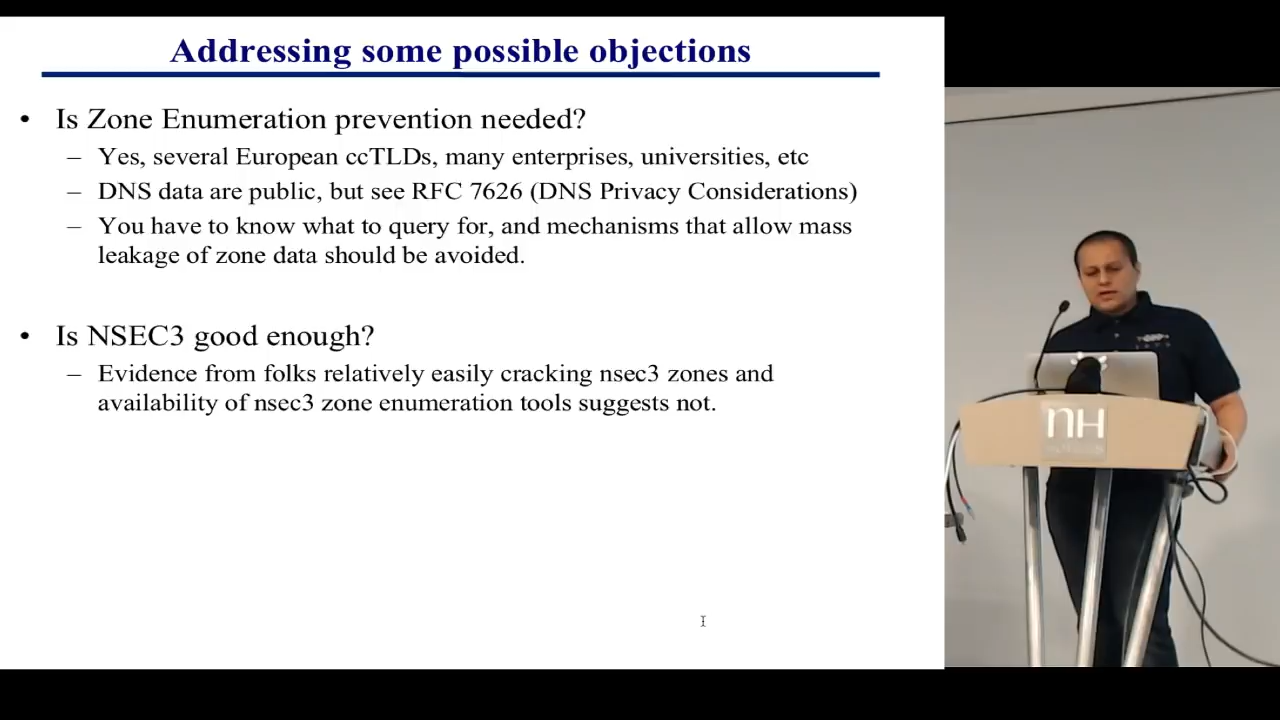 Addressing some possible objections
• Is Zone Enumeration prevention needed?
– Yes, several European ccTLDs, many enterprises, universities, etc
– DNS data are public, but see RFC 7626 (DNS Privacy Considerations)
– You have to know what to query for, and mechanisms that allow mass
leakage of zone data should be avoided.
• Is NSEC3 good enough?
– Evidence from folks relatively easily cracking nsec3 zones and
availability of nsec3 zone enumeration tools suggests not.
nH